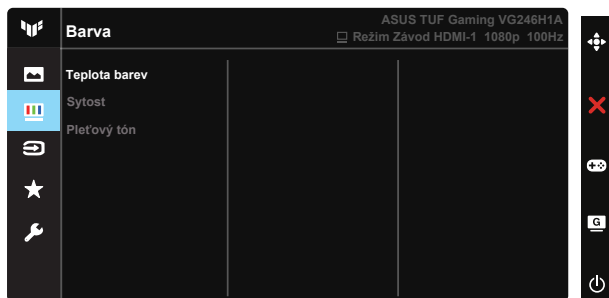 Barva
ASUS TUF Gaming VG246H1A
Režim Závod HDMI-1 1080p 100Hz
Teplota barev
Sytost
Pleťový tón
G